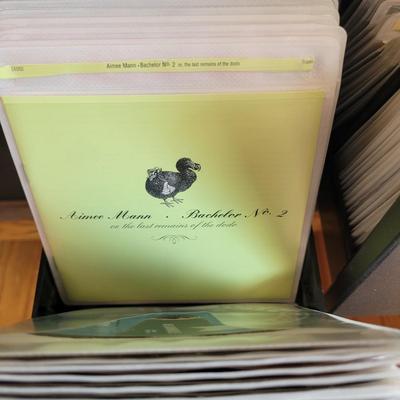 Aimee Mann • Bachelor No. 2 or, the last remains of the dodo
Aimee Mann • Bachelor No. 2
or the last remains of the dodo